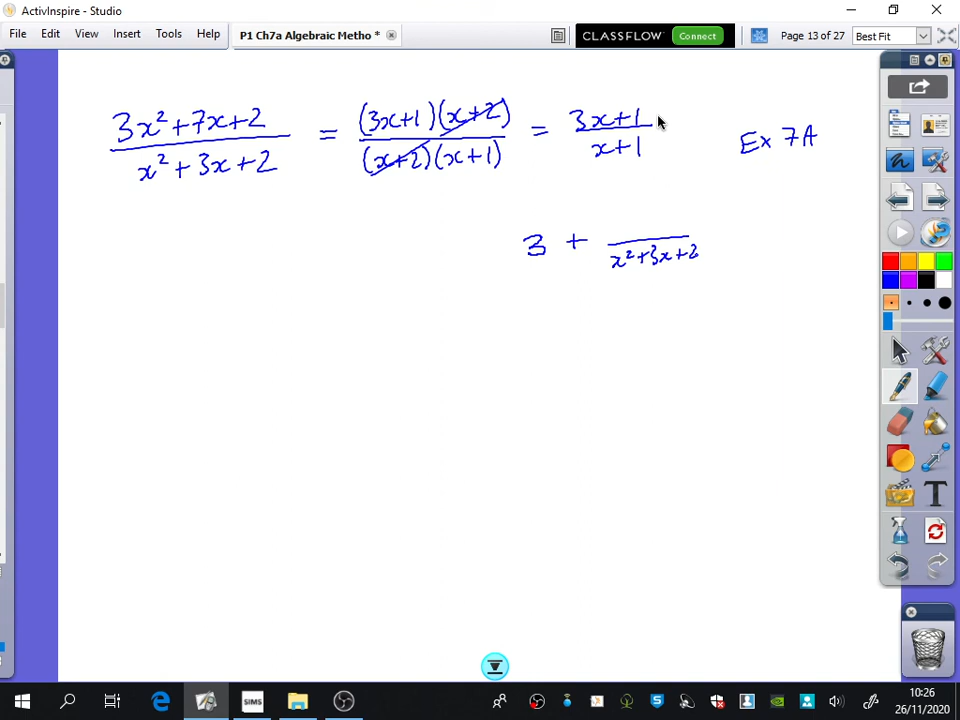 ActivInspire - Studio
File Edit View Insert Tools Help P1 Ch7a Algebraic Metho * CLASSFLOW Connect Page 13 of 27 Best Fit
(3x²+7x+2)/(x²+3x+2) = ((3x+1)(x+2))/((x+2)(x+1)) = (3x+1)/(x+1) Ex 7A
3 + /(x²+3x+2)
SIMS
10:26
26/11/2020